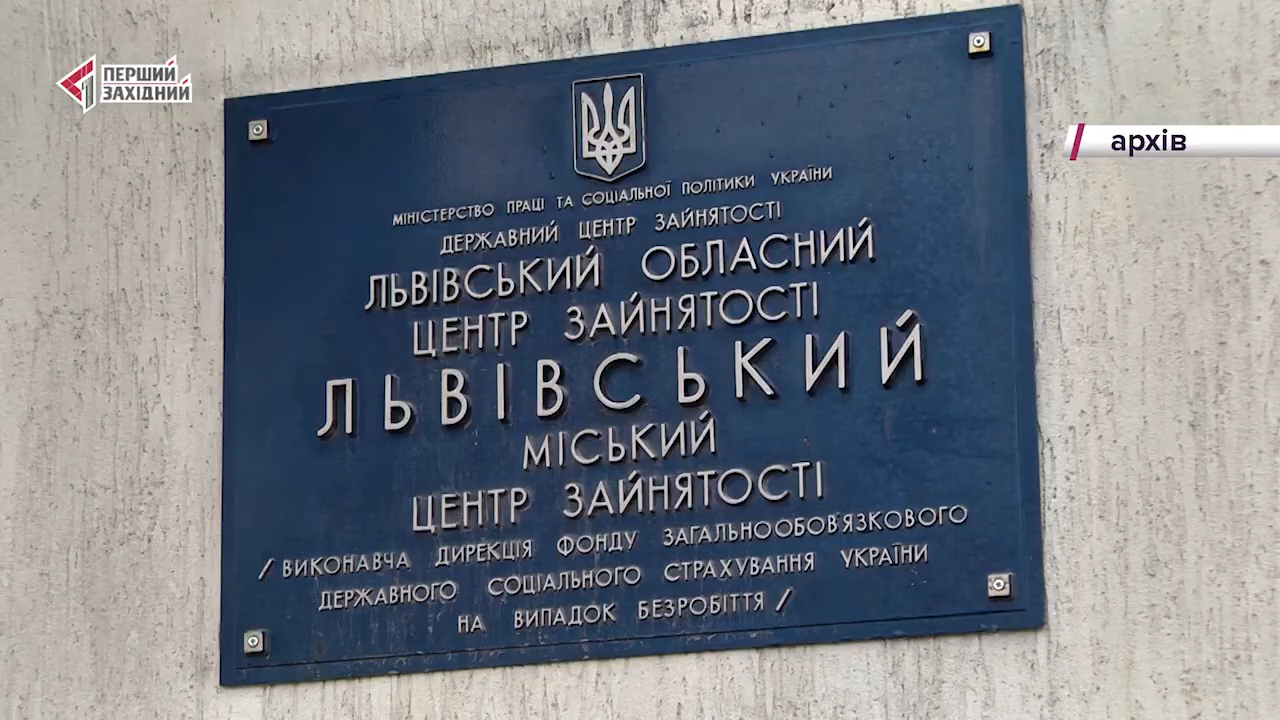 ПЕРШИЙ
ЗАХІДНИЙ
архів
МІНІСТЕРСТВО ПРАЦІ ТА СОЦІАЛЬНОЇ ПОЛІТИКИ УКРАЇНИ
ДЕРЖАВНИЙ ЦЕНТР ЗАЙНЯТОСТІ
ЛЬВІВСЬКИЙ ОБЛАСНИЙ
ЦЕНТР ЗАЙНЯТОСТІ
ЛЬВІВСЬКИЙ
МІСЬКИЙ
ЦЕНТР ЗАЙНЯТОСТІ
/ВИКОНАВЧА ДИРЕКЦІЯ ФОНДУ ЗАГАЛЬНООБОВ'ЯЗКОВОГО
ДЕРЖАВНОГО СОЦІАЛЬНОГО СТРАХУВАННЯ УКРАЇНИ
НА ВИПАДОК БЕЗРОБІТТЯ/